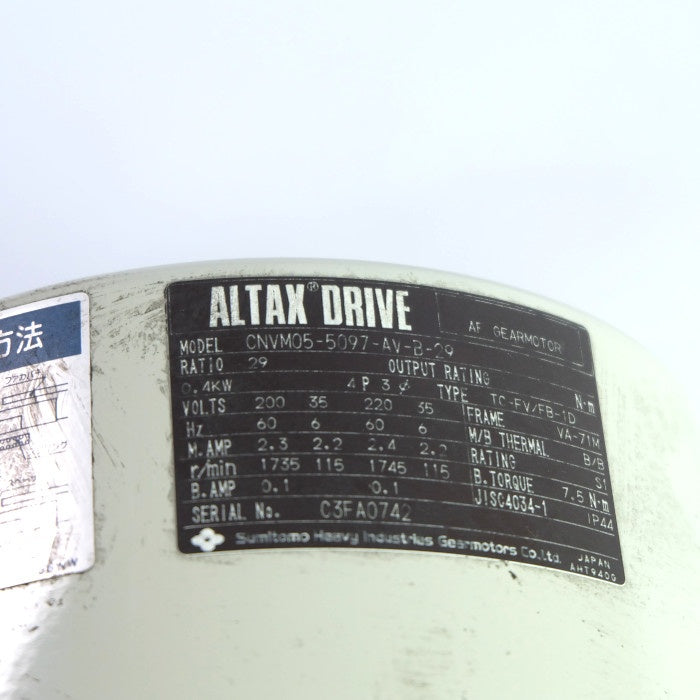 方法
ALTAX® DRIVE
AF GEARMOTOR
MODEL CNVM05-5097-AV-B-29
RATIO 29 OUTPUT RATING N·m
0.4KW 4 P 3 ϕ TYPE TC-FV/FB-1D
VOLTS 200 35 220 35 FRAME VA-71M
Hz 60 6 60 6 M/B THERMAL B/B
M.AMP 2.3 2.2 2.4 2.2 RATING S1
r/min 1735 115 1745 115 B.TORQUE 7.5 N·m
B.AMP 0.1 0.1 JISC4034-1 IP44
SERIAL No. C3FA0742
Sumitomo Heavy Industries Gearmotors Co.Ltd. JAPAN
AHT940G